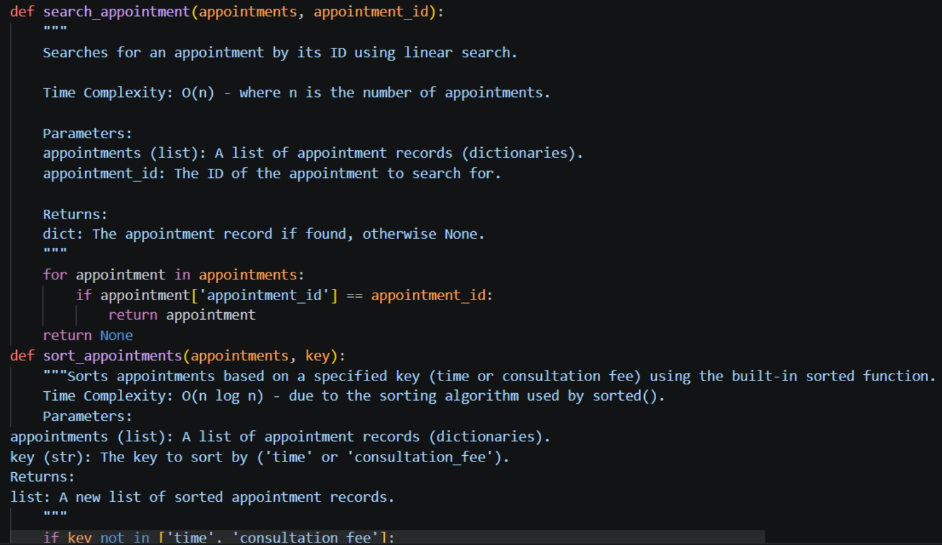 def search_appointment(appointments, appointment_id):
"""
Searches for an appointment by its ID using linear search.
Time Complexity: O(n) - where n is the number of appointments.
Parameters:
appointments (list): A list of appointment records (dictionaries).
appointment_id: The ID of the appointment to search for.
Returns:
dict: The appointment record if found, otherwise None.
"""
for appointment in appointments:
if appointment['appointment_id'] == appointment_id:
return appointment
return None
def sort_appointments(appointments, key):
"""Sorts appointments based on a specified key (time or consultation fee) using the built-in sorted function.
Time Complexity: O(n log n) - due to the sorting algorithm used by sorted().
Parameters:
appointments (list): A list of appointment records (dictionaries).
key (str): The key to sort by ('time' or 'consultation_fee').
Returns:
list: A new list of sorted appointment records.
"""
if key not in ['time', 'consultation_fee']: